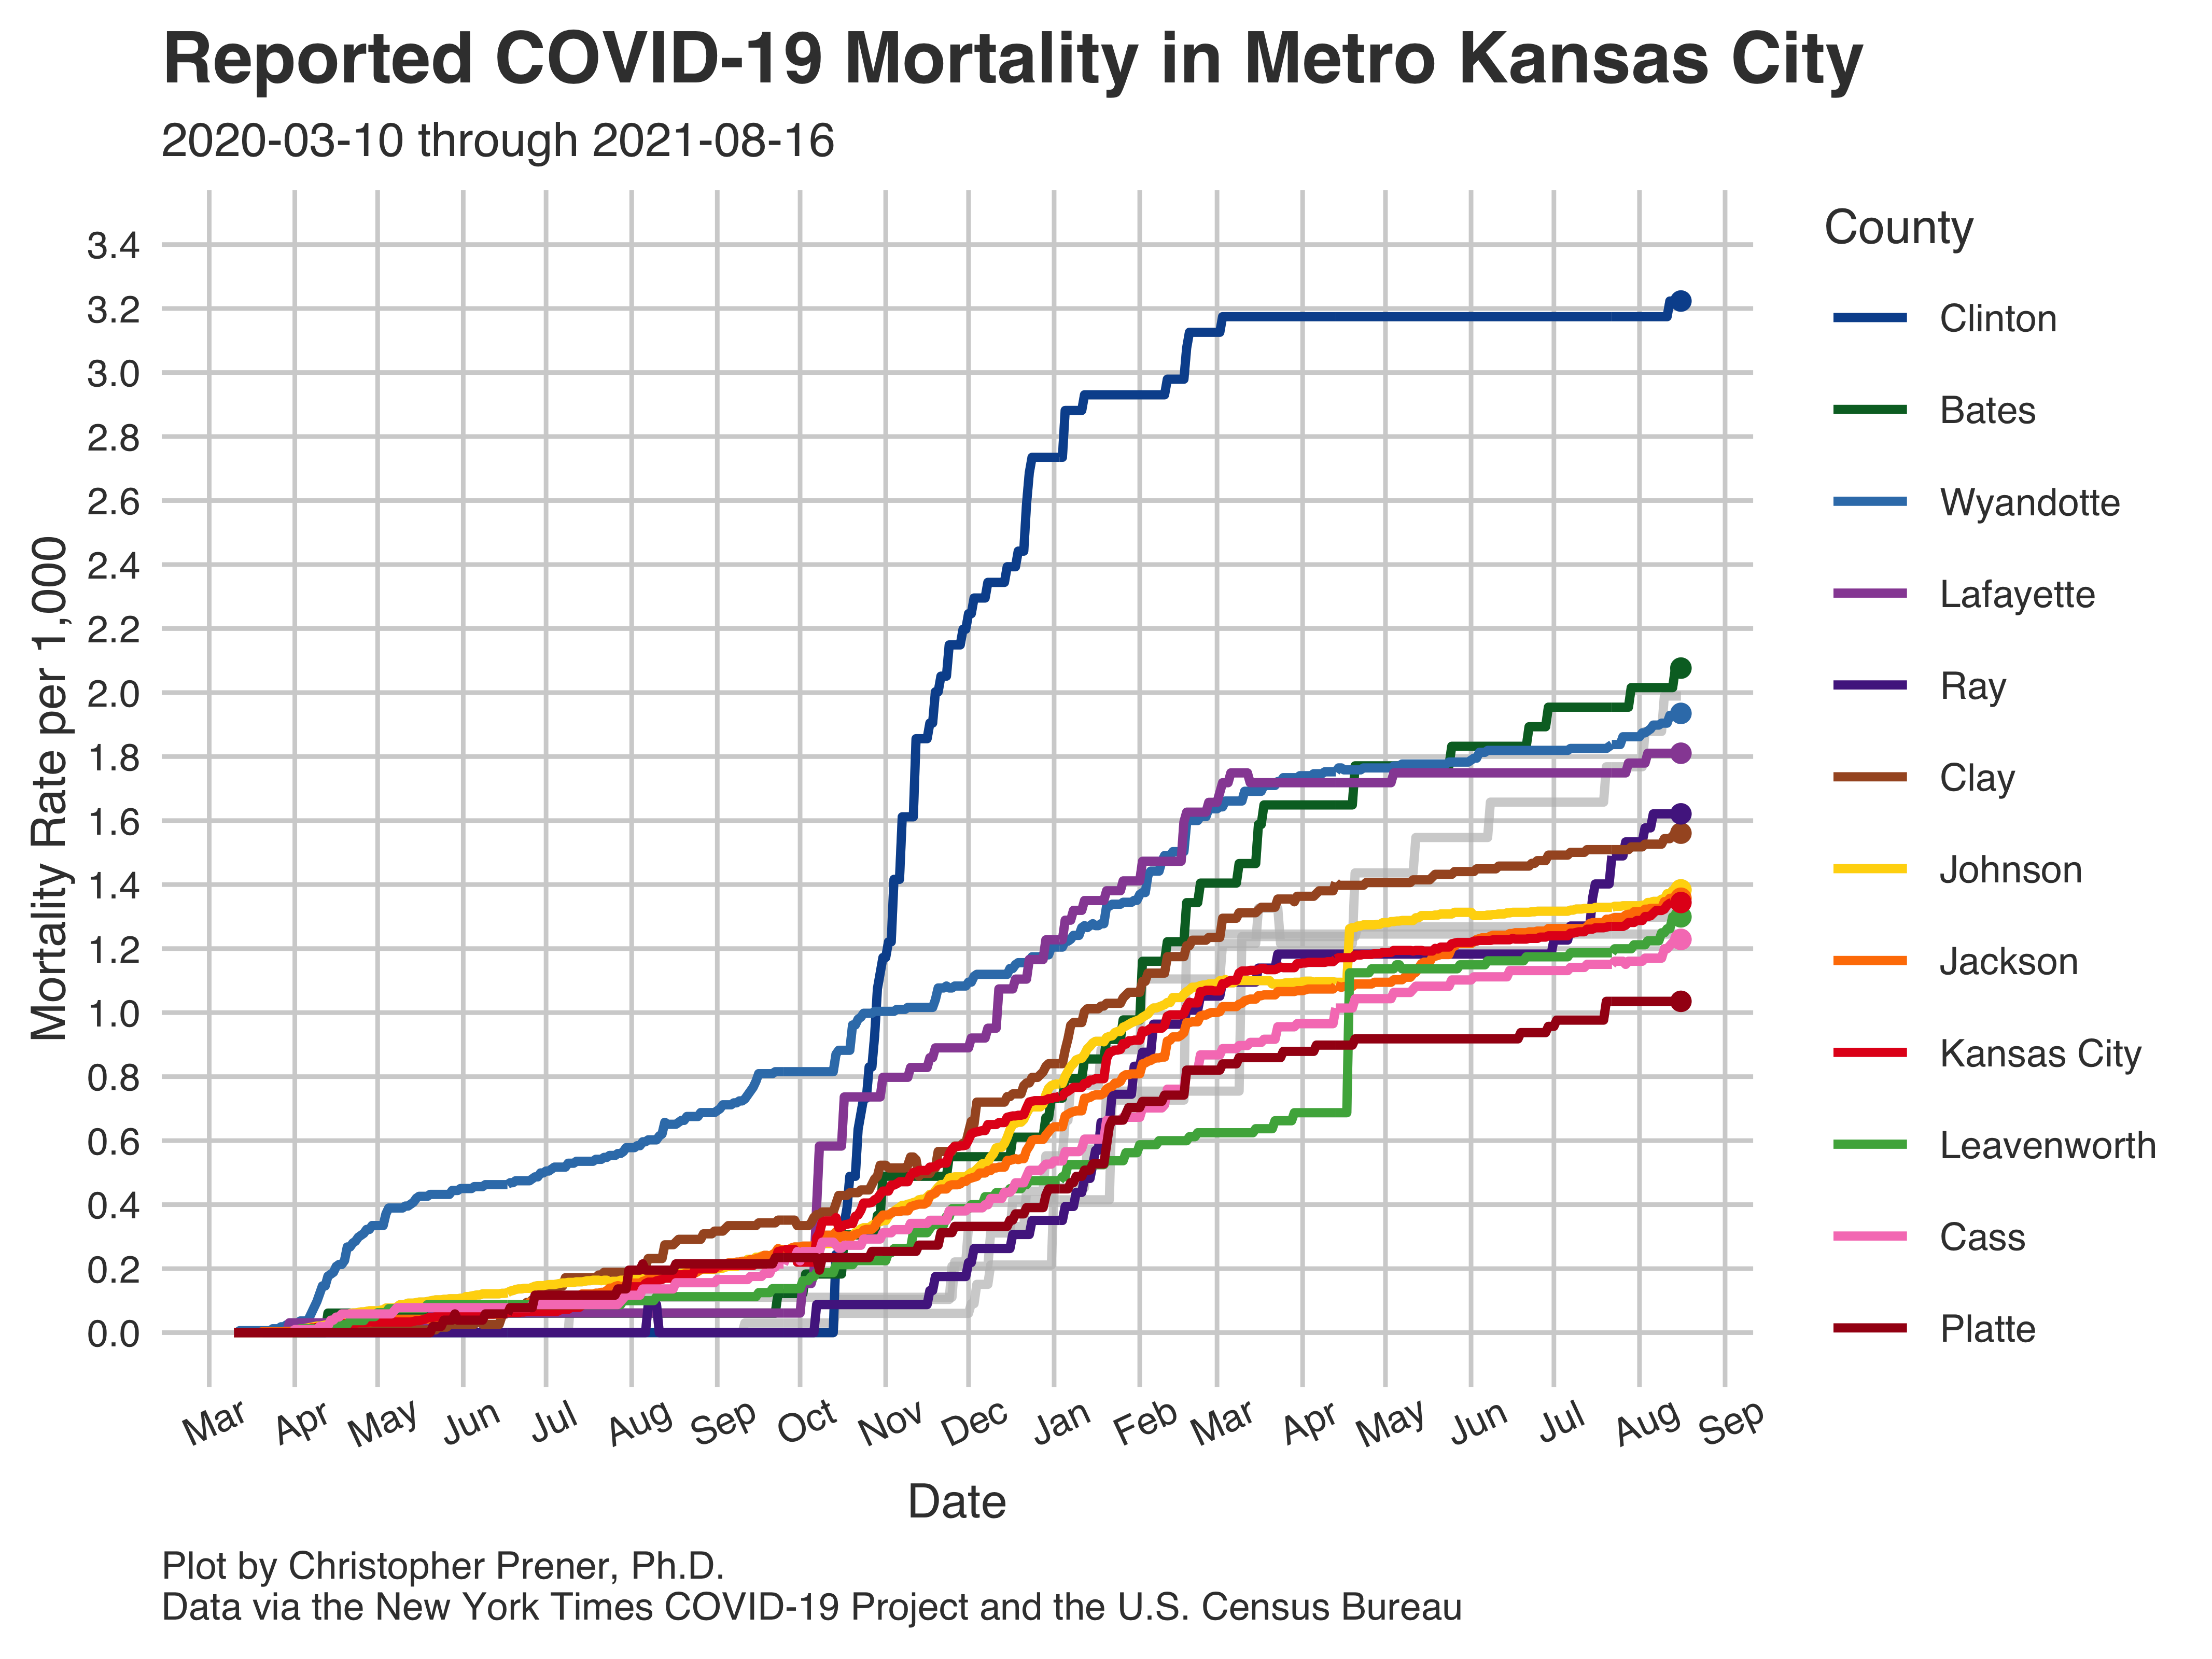 Reported COVID-19 Mortality in Metro Kansas City
2020-03-10 through 2021-08-16
Mortality Rate per 1,000
3.4
3.2
3.0
2.8
2.6
2.4
2.2
2.0
1.8
1.6
1.4
1.2
1.0
0.8
0.6
0.4
0.2
0.0
Mar
Apr
May
Jun
Jul
Aug
Sep
Oct
Nov
Dec
Jan
Feb
Mar
Apr
May
Jun
Jul
Aug
Sep
Date
County
Clinton
Bates
Wyandotte
Lafayette
Ray
Clay
Johnson
Jackson
Kansas City
Leavenworth
Cass
Platte
Plot by Christopher Prener, Ph.D.
Data via the New York Times COVID-19 Project and the U.S. Census Bureau